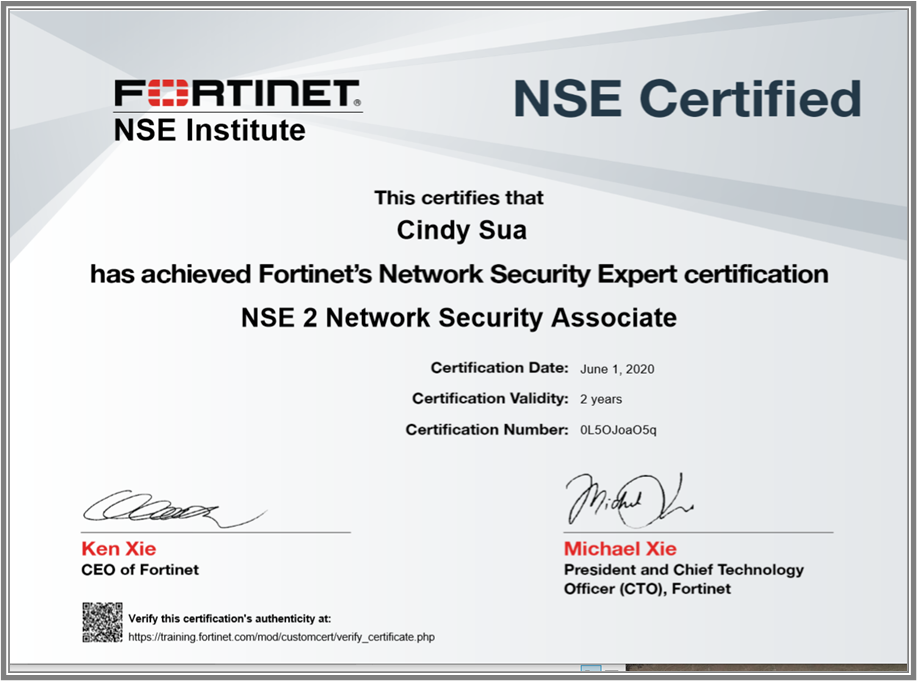 FORTINET®
NSE Institute
NSE Certified
This certifies that
Cindy Sua
has achieved Fortinet's Network Security Expert certification
NSE 2 Network Security Associate
Certification Date: June 1, 2020
Certification Validity: 2 years
Certification Number: 0L5OJoaO5q
Ken Xie
CEO of Fortinet
Michael Xie
President and Chief Technology
Officer (CTO), Fortinet
Verify this certification's authenticity at:
https://training.fortinet.com/mod/customcert/verify_certificate.php